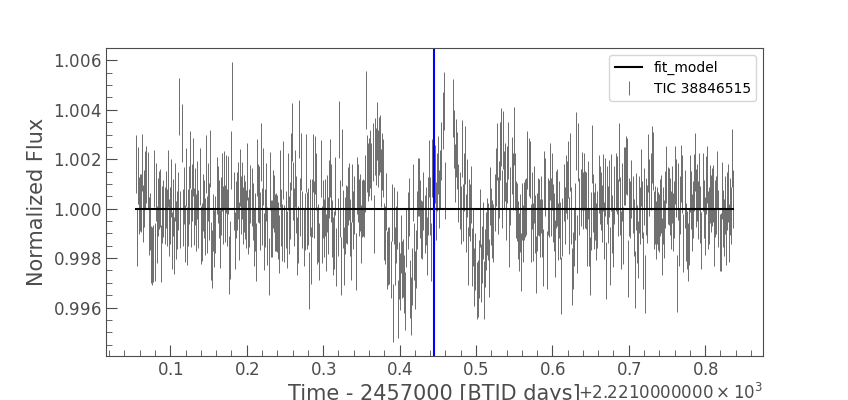 1.006
1.004
1.002
1.000
0.998
0.996
Normalized Flux
fit_model
TIC 38846515
0.1 0.2 0.3 0.4 0.5 0.6 0.7 0.8
Time - 2457000 [BTJD days]
+2.2210000000 × 10³